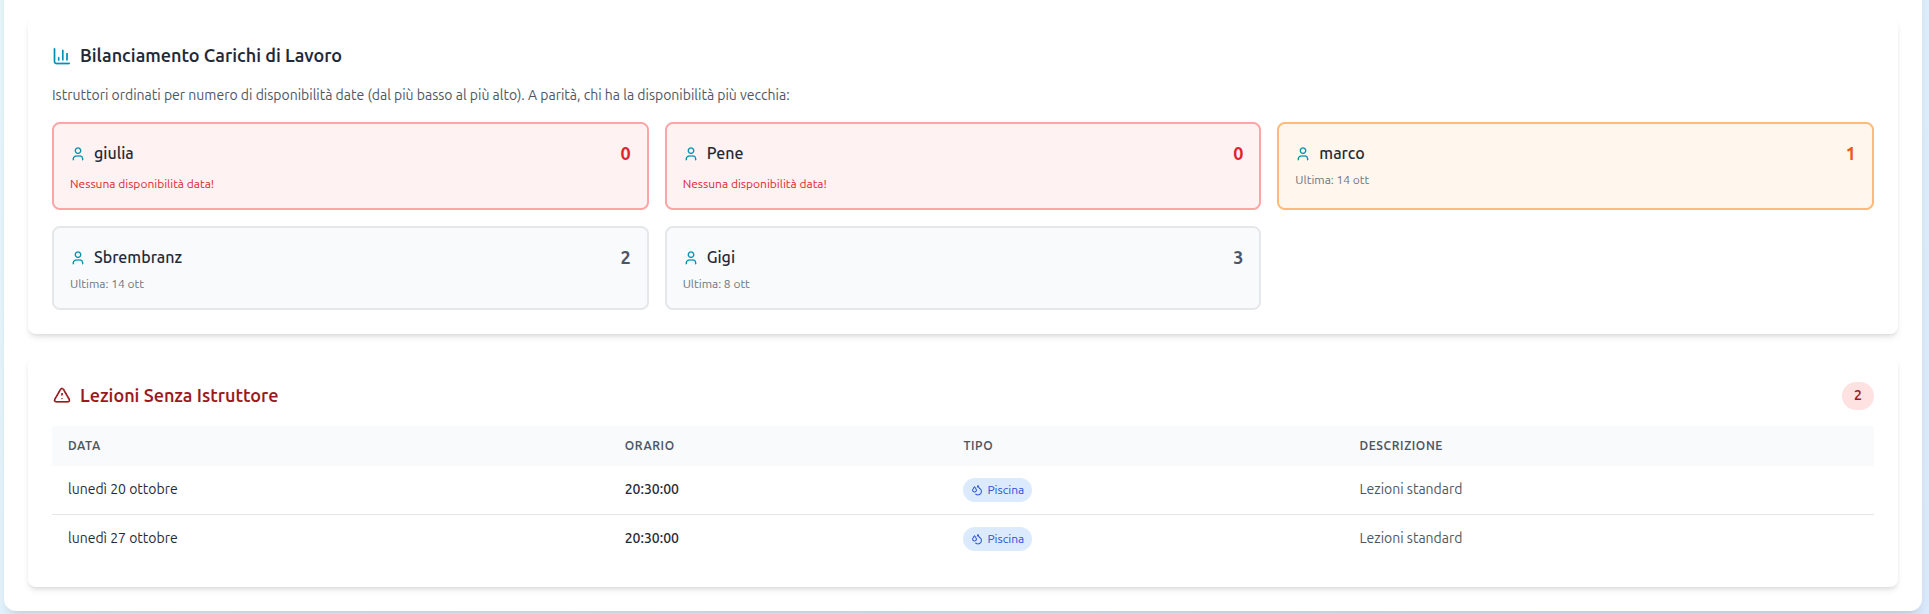 Bilanciamento Carichi di Lavoro
Istruttori ordinati per numero di disponibilità date (dal più basso al più alto). A parità, chi ha la disponibilità più vecchia:
giulia 0
Nessuna disponibilità data!
Pene 0
Nessuna disponibilità data!
marco 1
Ultima: 14 ott
Sbrembranz 2
Ultima: 14 ott
Gigi 3
Ultima: 8 ott
Lezioni Senza Istruttore 2
DATA ORARIO TIPO DESCRIZIONE
lunedì 20 ottobre 20:30:00 Piscina Lezioni standard
lunedì 27 ottobre 20:30:00 Piscina Lezioni standard